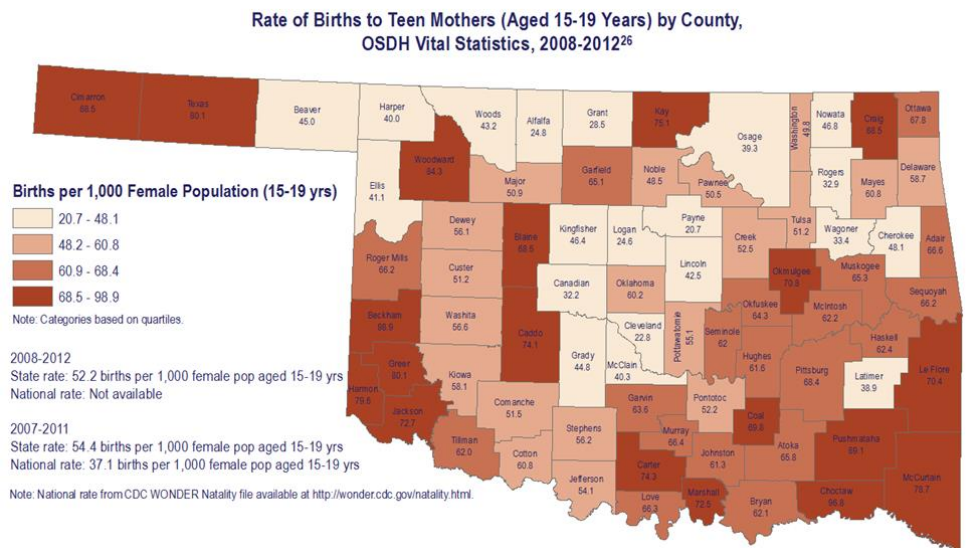 Rate of Births to Teen Mothers (Aged 15-19 Years) by County,
OSDH Vital Statistics, 2008-2012²⁶
Cimarron
68.5
Texas
80.1
Beaver
45.0
Harper
40.0
Woods
43.2
Alfalfa
24.8
Grant
28.5
Kay
75.1
Osage
39.3
Washington
49.8
Nowata
46.8
Craig
68.5
Ottawa
67.8
Woodward
84.3
Ellis
41.1
Major
50.9
Garfield
65.1
Noble
48.5
Pawnee
50.5
Rogers
32.9
Mayes
60.8
Delaware
58.7
Births per 1,000 Female Population (15-19 yrs)
20.7 - 48.1
48.2 - 60.8
60.9 - 68.4
68.5 - 98.9
Note: Categories based on quartiles.
Dewey
56.1
Blaine
68.6
Kingfisher
46.4
Logan
24.6
Payne
20.7
Creek
52.5
Tulsa
51.2
Wagoner
33.4
Cherokee
48.1
Adair
66.6
Roger Mills
66.2
Custer
51.2
Canadian
32.2
Oklahoma
60.2
Lincoln
42.5
Okmulgee
70.9
Muskogee
65.3
Sequoyah
66.2
Beckham
98.9
Washita
56.6
Caddo
74.1
Grady
44.8
Cleveland
22.8
McClain
40.3
Pottawatomie
55.1
Seminole
62
Okfuskee
64.3
McIntosh
62.2
Haskell
62.4
Hughes
61.6
Pittsburg
68.4
Latimer
38.9
Le Flore
70.4
2008-2012
State rate: 52.2 births per 1,000 female pop aged 15-19 yrs
National rate: Not available
Greer
80.1
Kiowa
58.1
Harmon
79.6
Jackson
72.7
Comanche
51.5
Tillman
62.0
Cotton
60.8
Stephens
56.2
Jefferson
54.1
Garvin
63.6
Murray
66.4
Pontotoc
52.2
Coal
69.8
Johnston
61.3
Atoka
65.8
Pushmataha
89.1
McCurtain
78.7
Carter
74.3
Love
66.3
Marshall
72.5
Bryan
62.1
Choctaw
96.8
2007-2011
State rate: 54.4 births per 1,000 female pop aged 15-19 yrs
National rate: 37.1 births per 1,000 female pop aged 15-19 yrs
Note: National rate from CDC WONDER Natality file available at http://wonder.cdc.gov/natality.html.